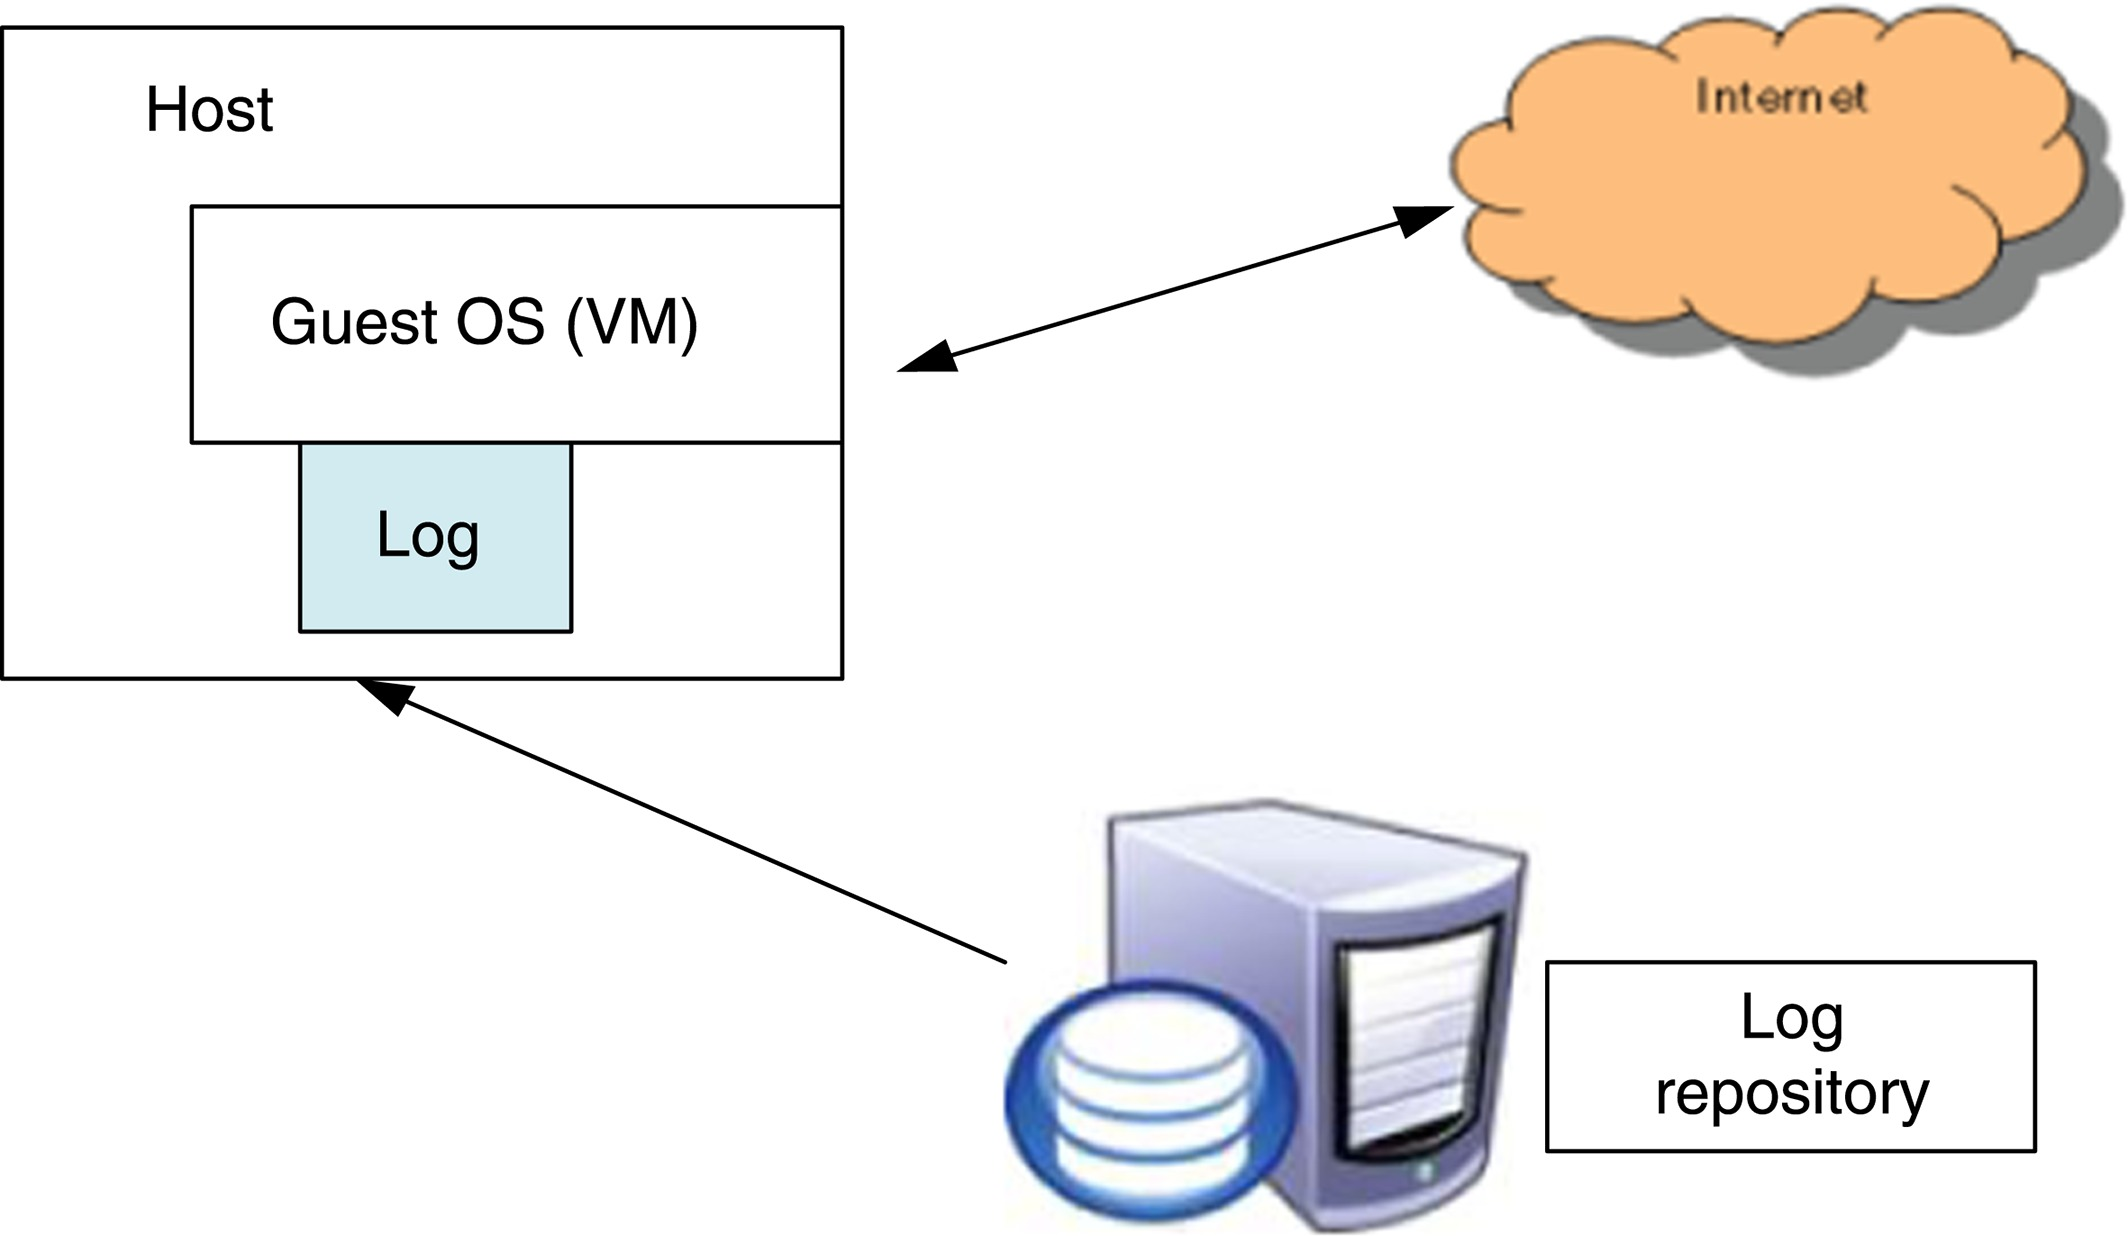 Host
Internet
Guest OS (VM)
Log
Log
repository